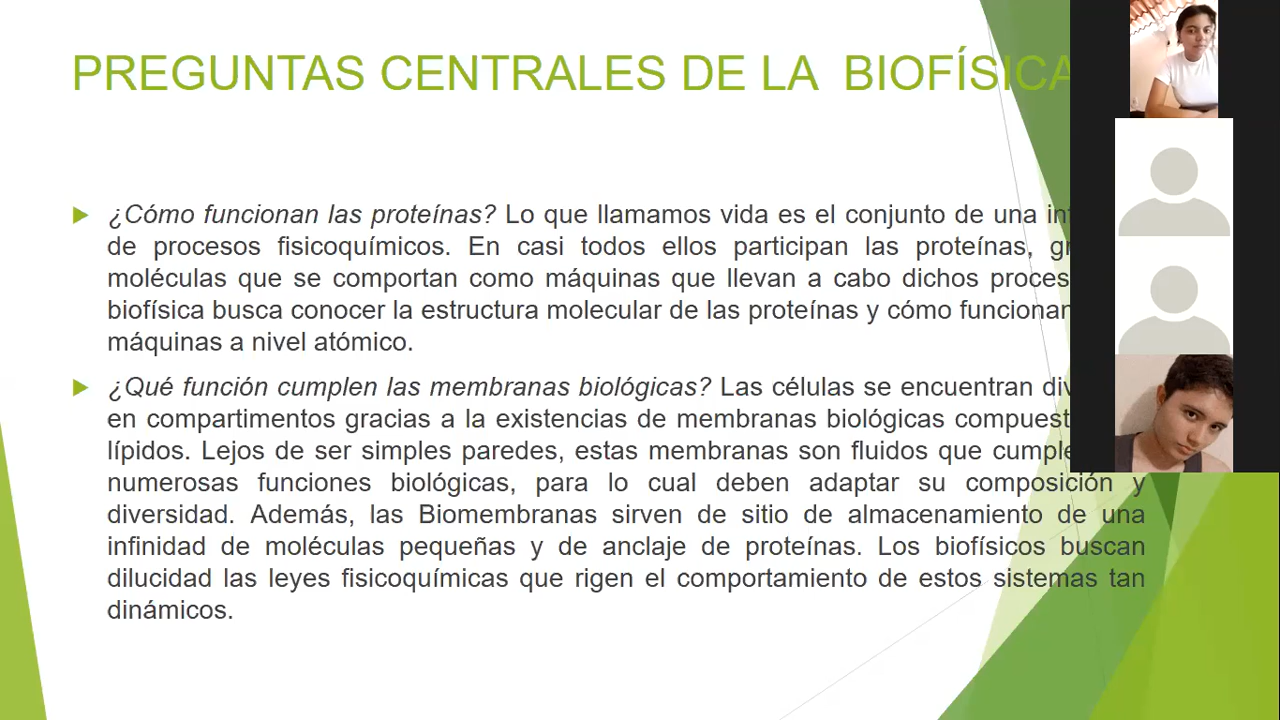 PREGUNTAS CENTRALES DE LA BIOFÍSICA
¿Cómo funcionan las proteínas? Lo que llamamos vida es el conjunto de una
de procesos fisicoquímicos. En casi todos ellos participan las proteínas,
moléculas que se comportan como máquinas que llevan a cabo dichos
biofísica busca conocer la estructura molecular de las proteínas y cómo funcionan
máquinas a nivel atómico.
¿Qué función cumplen las membranas biológicas? Las células se encuentran
en compartimentos gracias a la existencias de membranas biológicas
lípidos. Lejos de ser simples paredes, estas membranas son fluidos que
numerosas funciones biológicas, para lo cual deben adaptar su composición y
diversidad. Además, las Biomembranas sirven de sitio de almacenamiento de una
infinidad de moléculas pequeñas y de anclaje de proteínas. Los biofísicos buscan
dilucidad las leyes fisicoquímicas que rigen el comportamiento de estos sistemas tan
dinámicos.